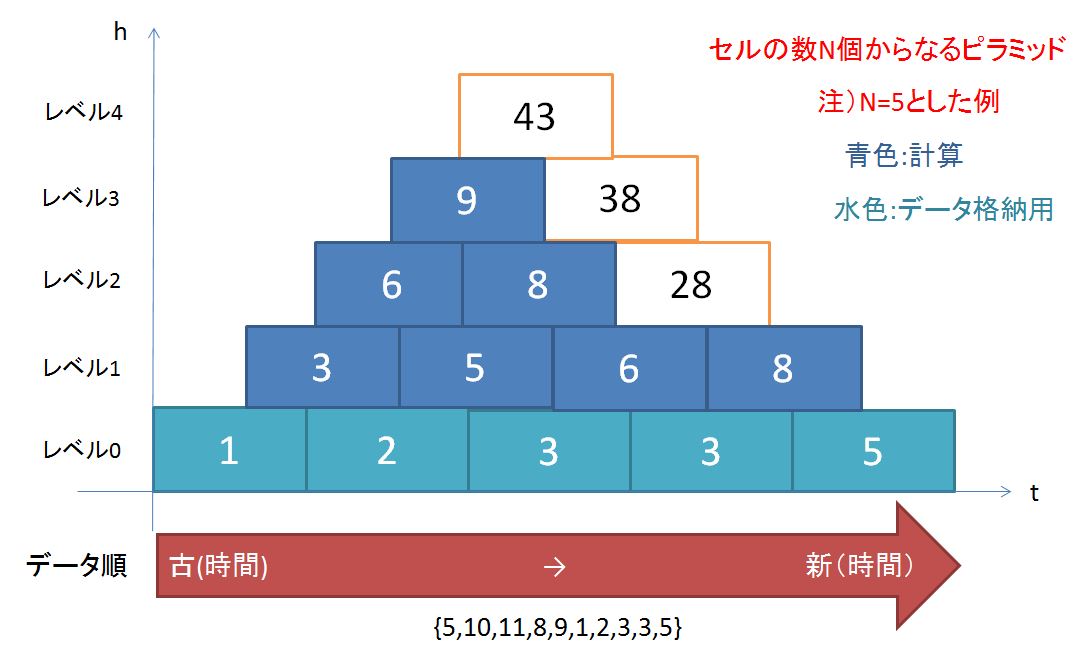 h
セルの数N個からなるピラミッド
注）N=5とした例
青色：計算
水色：データ格納用
レベル4
43
レベル3
9 38
レベル2
6 8 28
レベル1
3 5 6 8
レベル0
1 2 3 3 5
t
データ順
古(時間) → 新（時間）
{5,10,11,8,9,1,2,3,3,5}